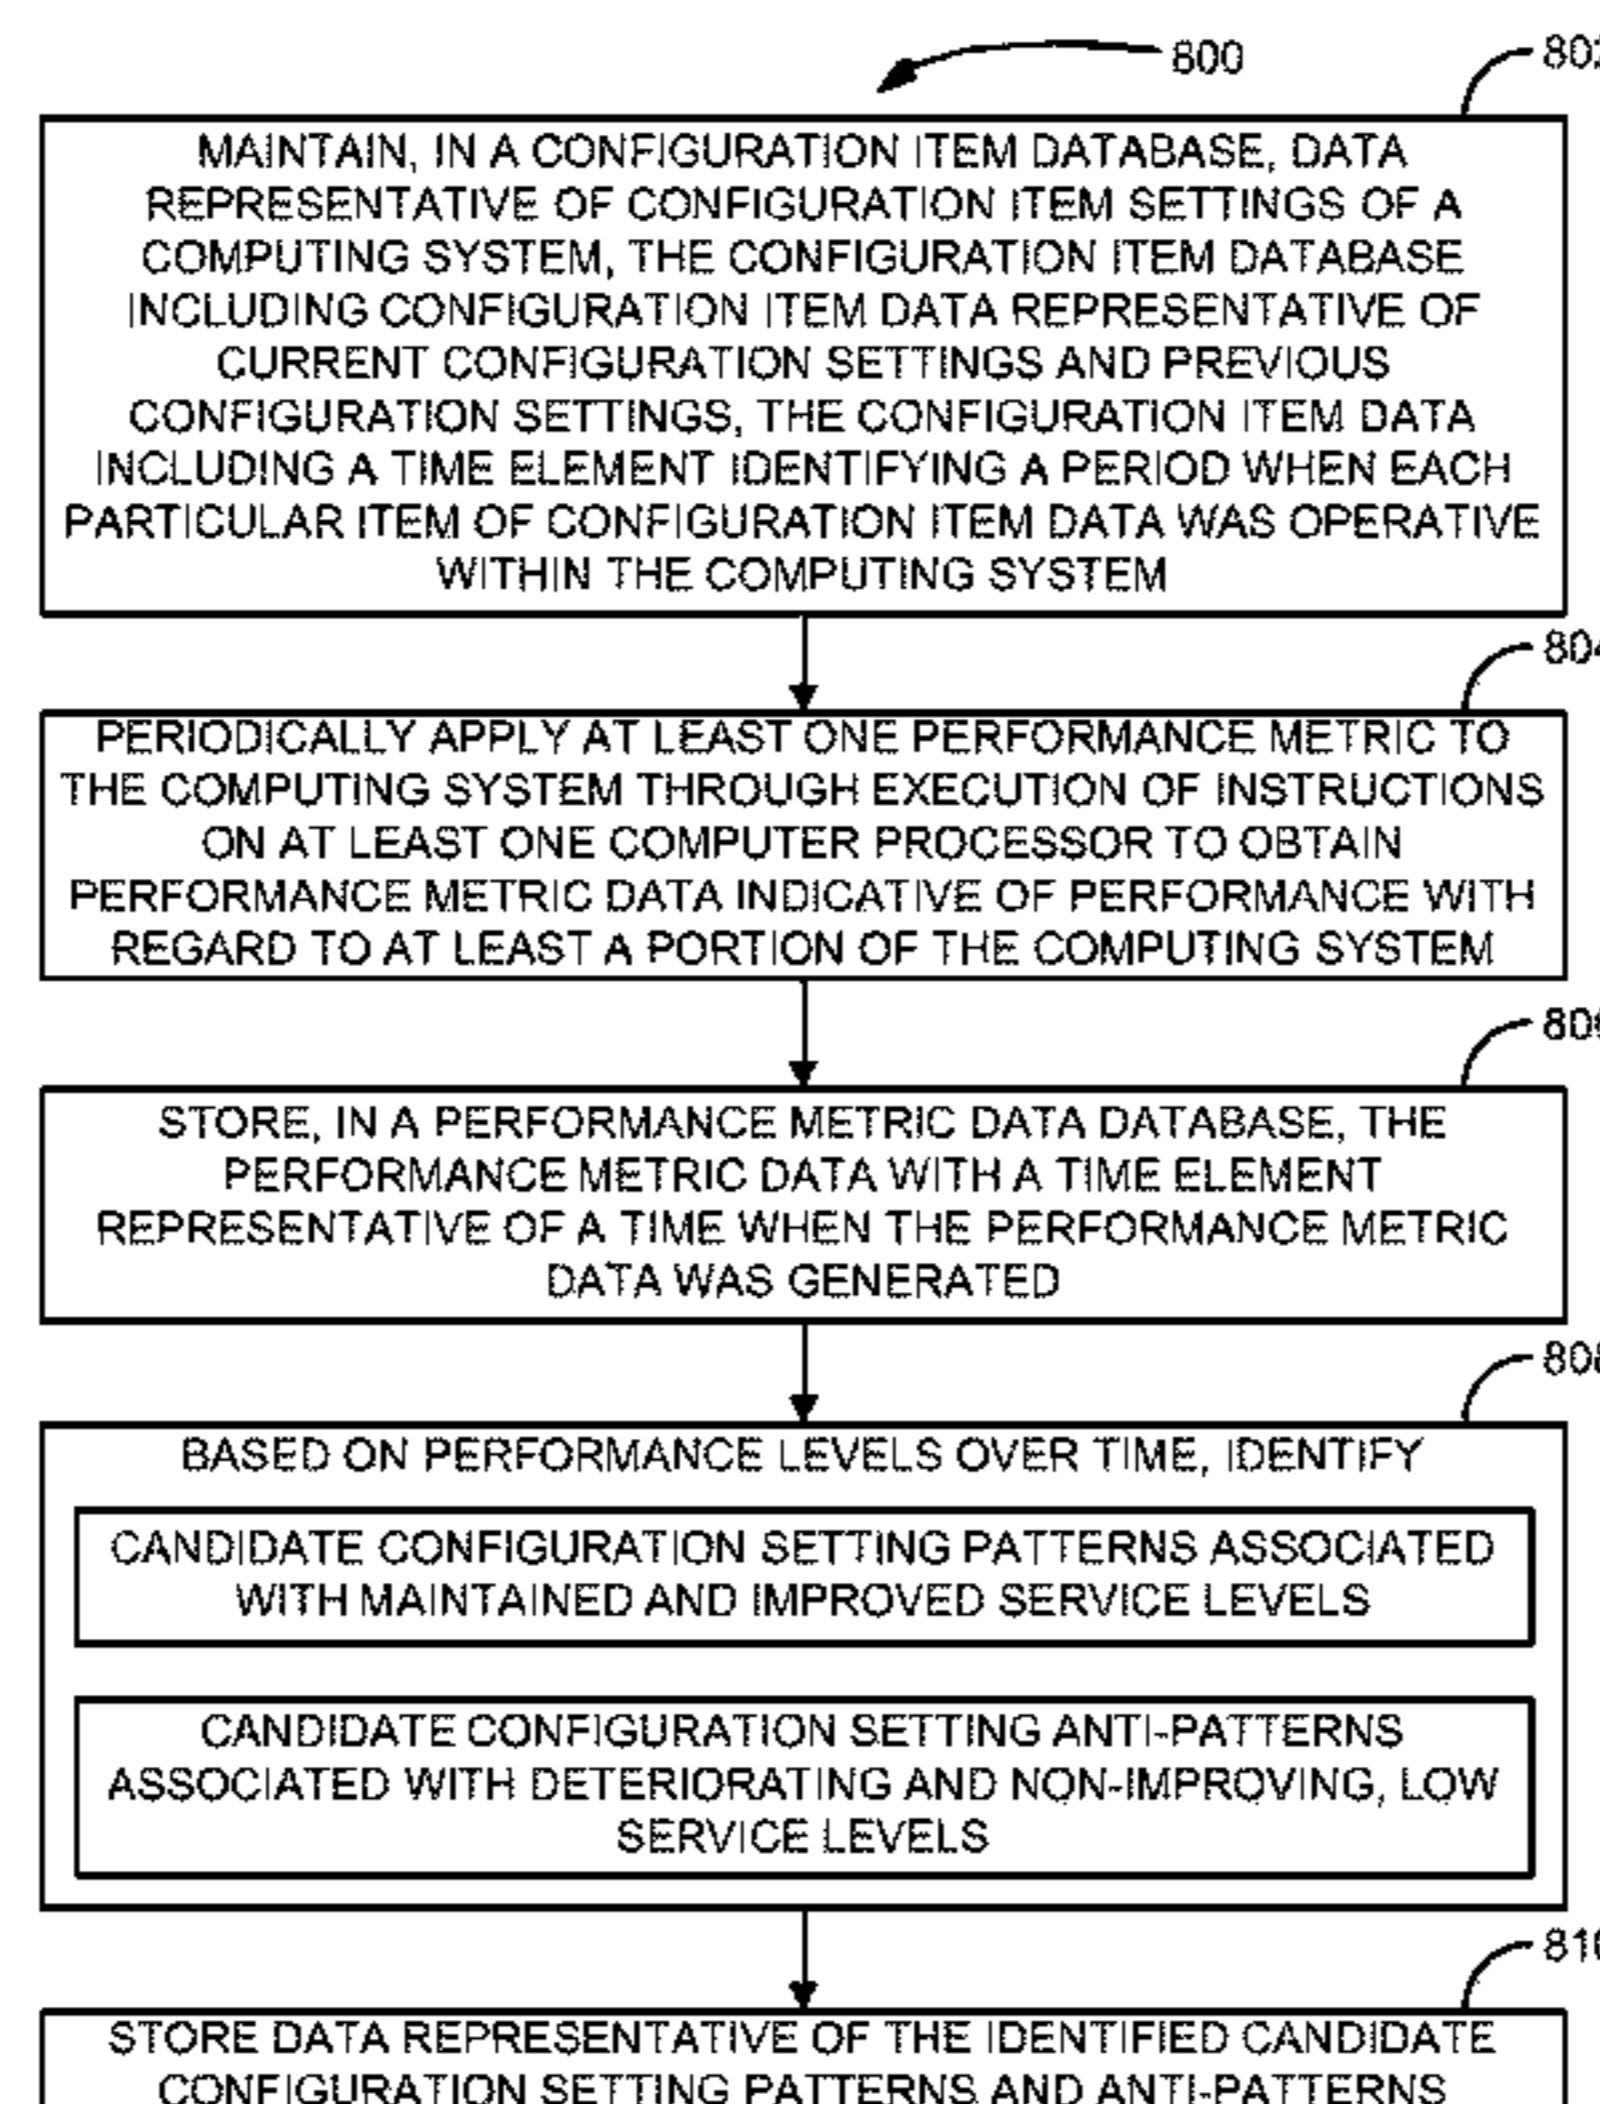 800
MAINTAIN, IN A CONFIGURATION ITEM DATABASE, DATA
REPRESENTATIVE OF CONFIGURATION ITEM SETTINGS OF A
COMPUTING SYSTEM, THE CONFIGURATION ITEM DATABASE
INCLUDING CONFIGURATION ITEM DATA REPRESENTATIVE OF
CURRENT CONFIGURATION SETTINGS AND PREVIOUS
CONFIGURATION SETTINGS, THE CONFIGURATION ITEM DATA
INCLUDING A TIME ELEMENT IDENTIFYING A PERIOD WHEN EACH
PARTICULAR ITEM OF CONFIGURATION ITEM DATA WAS OPERATIVE
WITHIN THE COMPUTING SYSTEM
PERIODICALLY APPLY AT LEAST ONE PERFORMANCE METRIC TO
THE COMPUTING SYSTEM THROUGH EXECUTION OF INSTRUCTIONS
ON AT LEAST ONE COMPUTER PROCESSOR TO OBTAIN
PERFORMANCE METRIC DATA INDICATIVE OF PERFORMANCE WITH
REGARD TO AT LEAST A PORTION OF THE COMPUTING SYSTEM
STORE, IN A PERFORMANCE METRIC DATA DATABASE, THE
PERFORMANCE METRIC DATA WITH A TIME ELEMENT
REPRESENTATIVE OF A TIME WHEN THE PERFORMANCE METRIC
DATA WAS GENERATED
BASED ON PERFORMANCE LEVELS OVER TIME, IDENTIFY
CANDIDATE CONFIGURATION SETTING PATTERNS ASSOCIATED
WITH MAINTAINED AND IMPROVED SERVICE LEVELS
CANDIDATE CONFIGURATION SETTING ANTI-PATTERNS
ASSOCIATED WITH DETERIORATING AND NON-IMPROVING, LOW
SERVICE LEVELS
STORE DATA REPRESENTATIVE OF THE IDENTIFIED CANDIDATE
CONFIGURATION SETTING PATTERNS AND ANTI-PATTERNS